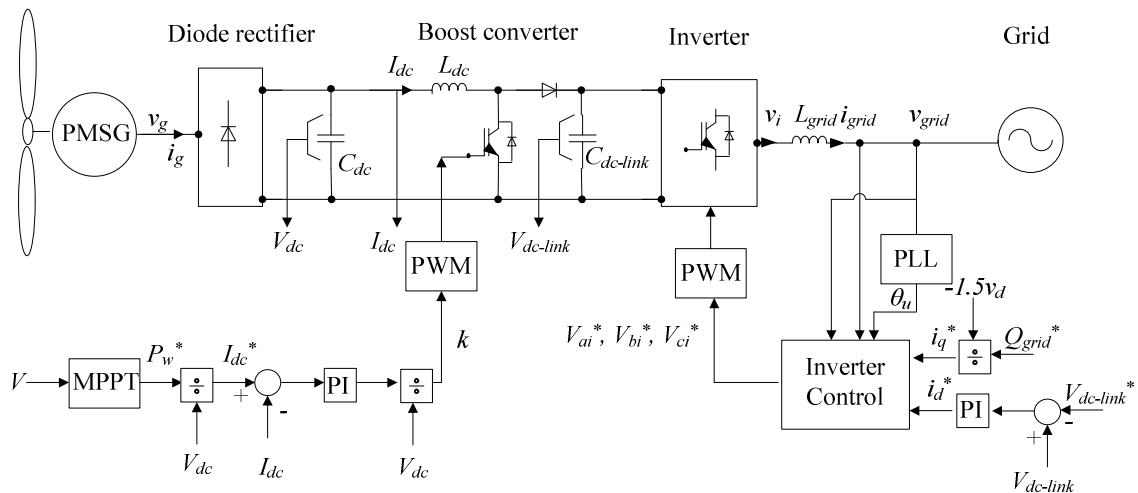 Diode rectifier
Boost converter
Inverter
Grid
PMSG
v_g
i_g
C_dc
I_dc
L_dc
C_dc-link
v_i
L_grid
i_grid
v_grid
V_dc
I_dc
V_dc-link
PWM
PWM
PLL
θ_u
-1.5v_d
k
V_ai*, V_bi*, V_ci*
Inverter
Control
i_q*
÷
Q_grid*
i_d*
PI
V_dc-link*
+
-
V_dc-link
V
MPPT
P_w*
÷
I_dc*
+
-
PI
÷
V_dc
I_dc
V_dc